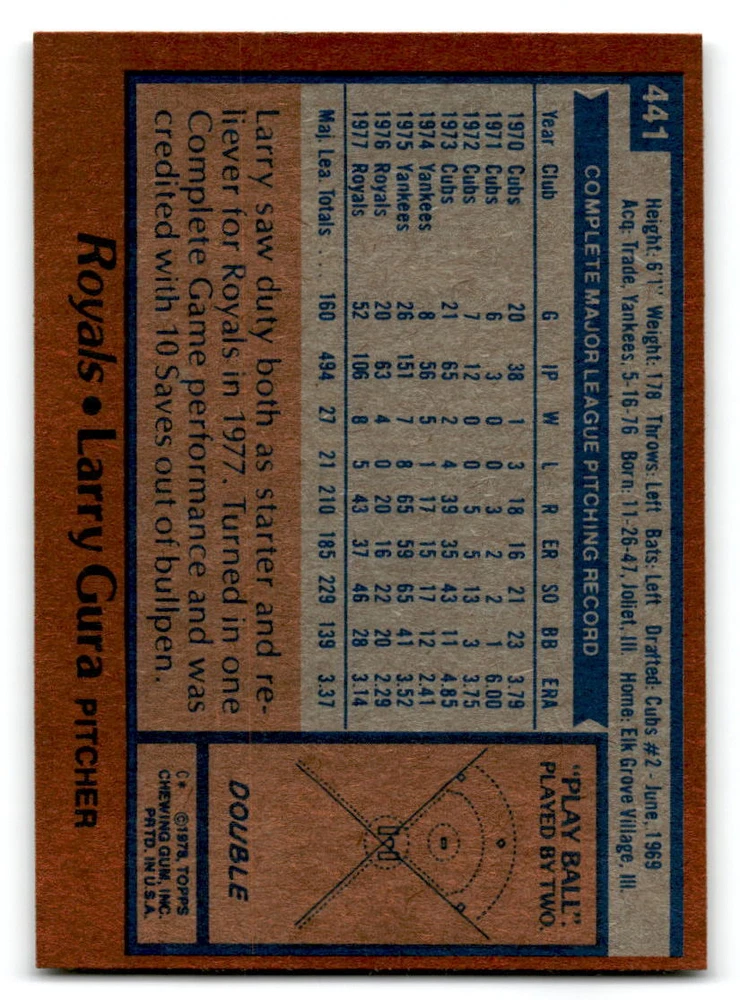 441
Height: 6'1" Weight: 178 Throws: Left Bats: Left Drafted: Cubs #2 - June, 1969
Acq: Trade, Yankees, 5-16-76 Born: 11-26-47, Joliet, Ill. Home: Elk Grove Village, Ill.
COMPLETE MAJOR LEAGUE PITCHING RECORD
Year Club G IP W L R ER SO BB ERA
1970 Cubs 20 38 1 3 18 16 21 23 3.79
1971 Cubs 6 3 0 0 3 2 2 1 6.00
1972 Cubs 7 12 0 0 5 5 13 3 3.75
1973 Cubs 21 65 2 4 39 35 43 11 4.85
1974 Yankees 8 56 5 1 17 15 17 12 2.41
1975 Yankees 26 151 7 8 65 59 65 41 3.52
1976 Royals 20 63 4 0 20 16 22 20 2.29
1977 Royals 52 106 8 5 43 37 46 28 3.14
Maj. Lea. Totals . . . 160 494 27 21 210 185 229 139 3.37
Larry saw duty both as starter and re-
liever for Royals in 1977. Turned in one
Complete Game performance and was
credited with 10 Saves out of bullpen.
"PLAY BALL".
PLAYED BY TWO.
DOUBLE
C* ©1978, TOPPS
CHEWING GUM, INC.
PRTD. IN U.S.A.
Royals • Larry Gura PITCHER